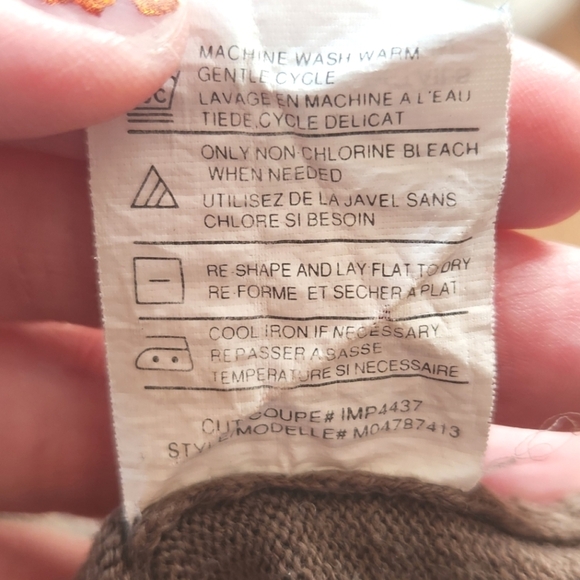 MACHINE WASH WARM
GENTLE CYCLE
LAVAGE EN MACHINE A L'EAU
TIEDE, CYCLE DELICAT
ONLY NON-CHLORINE BLEACH
WHEN NEEDED
UTILISEZ DE LA JAVEL SANS
CHLORE SI BESOIN
RE-SHAPE AND LAY FLAT TO DRY
RE-FORME ET SECHER A PLAT
COOL IRON IF NECESSARY
REPASSER A BASSE
TEMPERATURE SI NECESSAIRE
CUT/COUPE# IMP4437
STYLE/MODELLE# M04787413